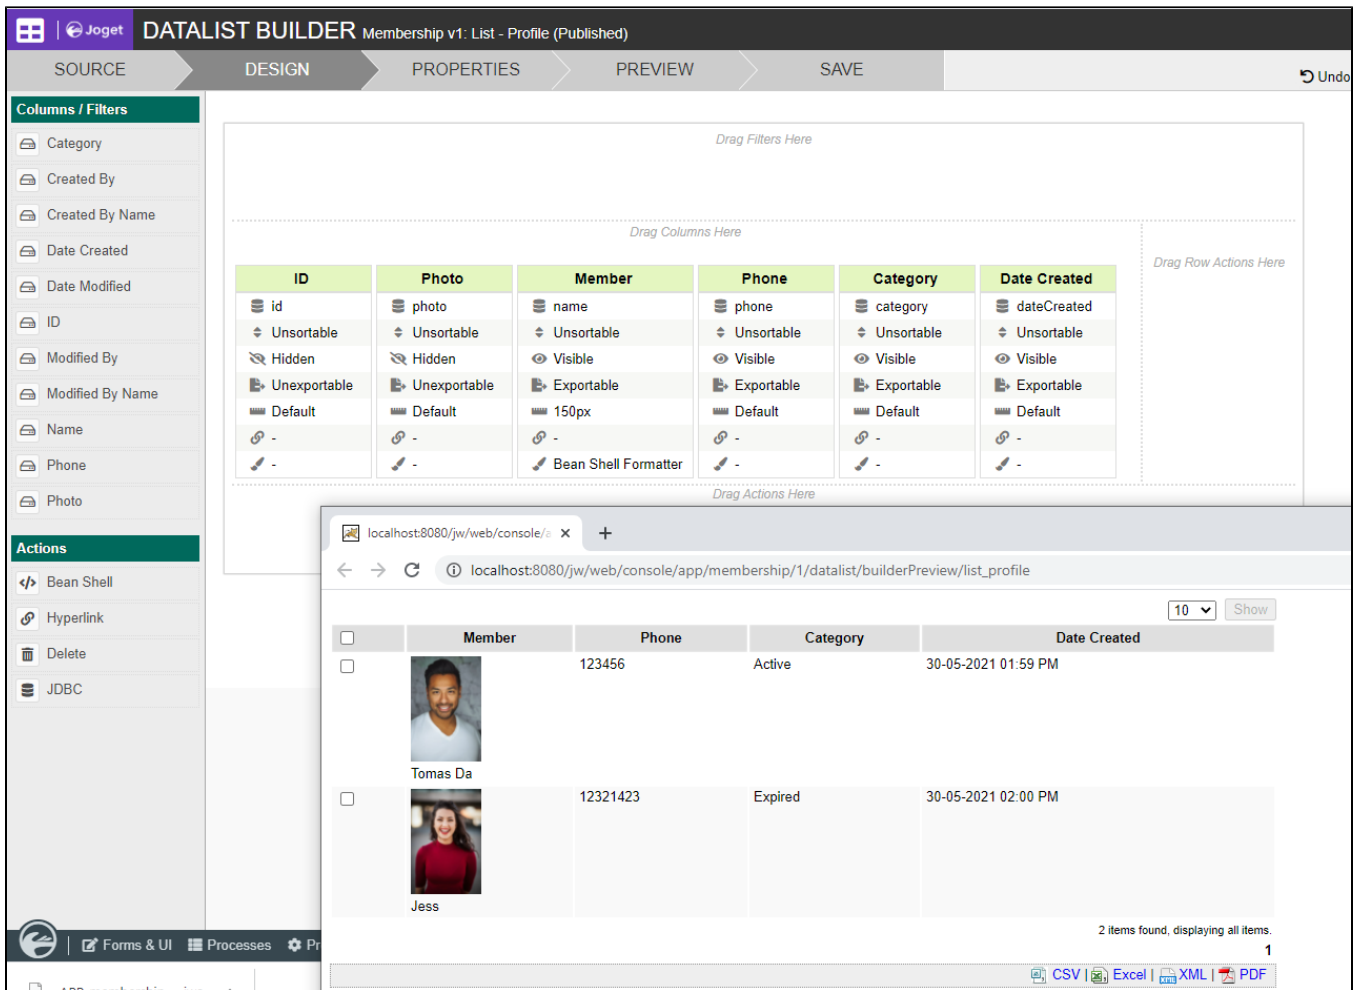 Joget DATALIST BUILDER Membership v1: List - Profile (Published)
SOURCE DESIGN PROPERTIES PREVIEW SAVE
Undo
Columns / Filters
Category
Created By
Created By Name
Date Created
Date Modified
ID
Modified By
Modified By Name
Name
Phone
Photo
Actions
Bean Shell
Hyperlink
Delete
JDBC
Drag Filters Here
Drag Columns Here
Drag Row Actions Here
ID Photo Member Phone Category Date Created
id photo name phone category dateCreated
Unsortable Unsortable Unsortable Unsortable Unsortable Unsortable
Hidden Hidden Visible Visible Visible Visible
Unexportable Unexportable Exportable Exportable Exportable Exportable
Default Default 150px Default Default Default
- - - - - -
- - Bean Shell Formatter - - -
Drag Actions Here
localhost:8080/jw/web/console/a
localhost:8080/jw/web/console/app/membership/1/datalist/builderPreview/list_profile
10 Show
Member Phone Category Date Created
123456 Active 30-05-2021 01:59 PM
Tomas Da
12321423 Expired 30-05-2021 02:00 PM
Jess
2 items found, displaying all items.
1
CSV | Excel | XML | PDF
Forms & UI Processes Pr